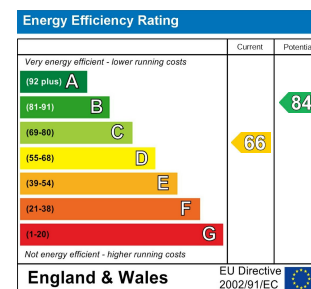 Energy Efficiency Rating
Current Potentia
Very energy efficient - lower running costs
(92 plus) A
(81-91) B
84
(69-80) C
66
(55-68) D
(39-54) E
(21-38) F
(1-20) G
Not energy efficient - higher running costs
England & Wales
EU Directive
2002/91/EC